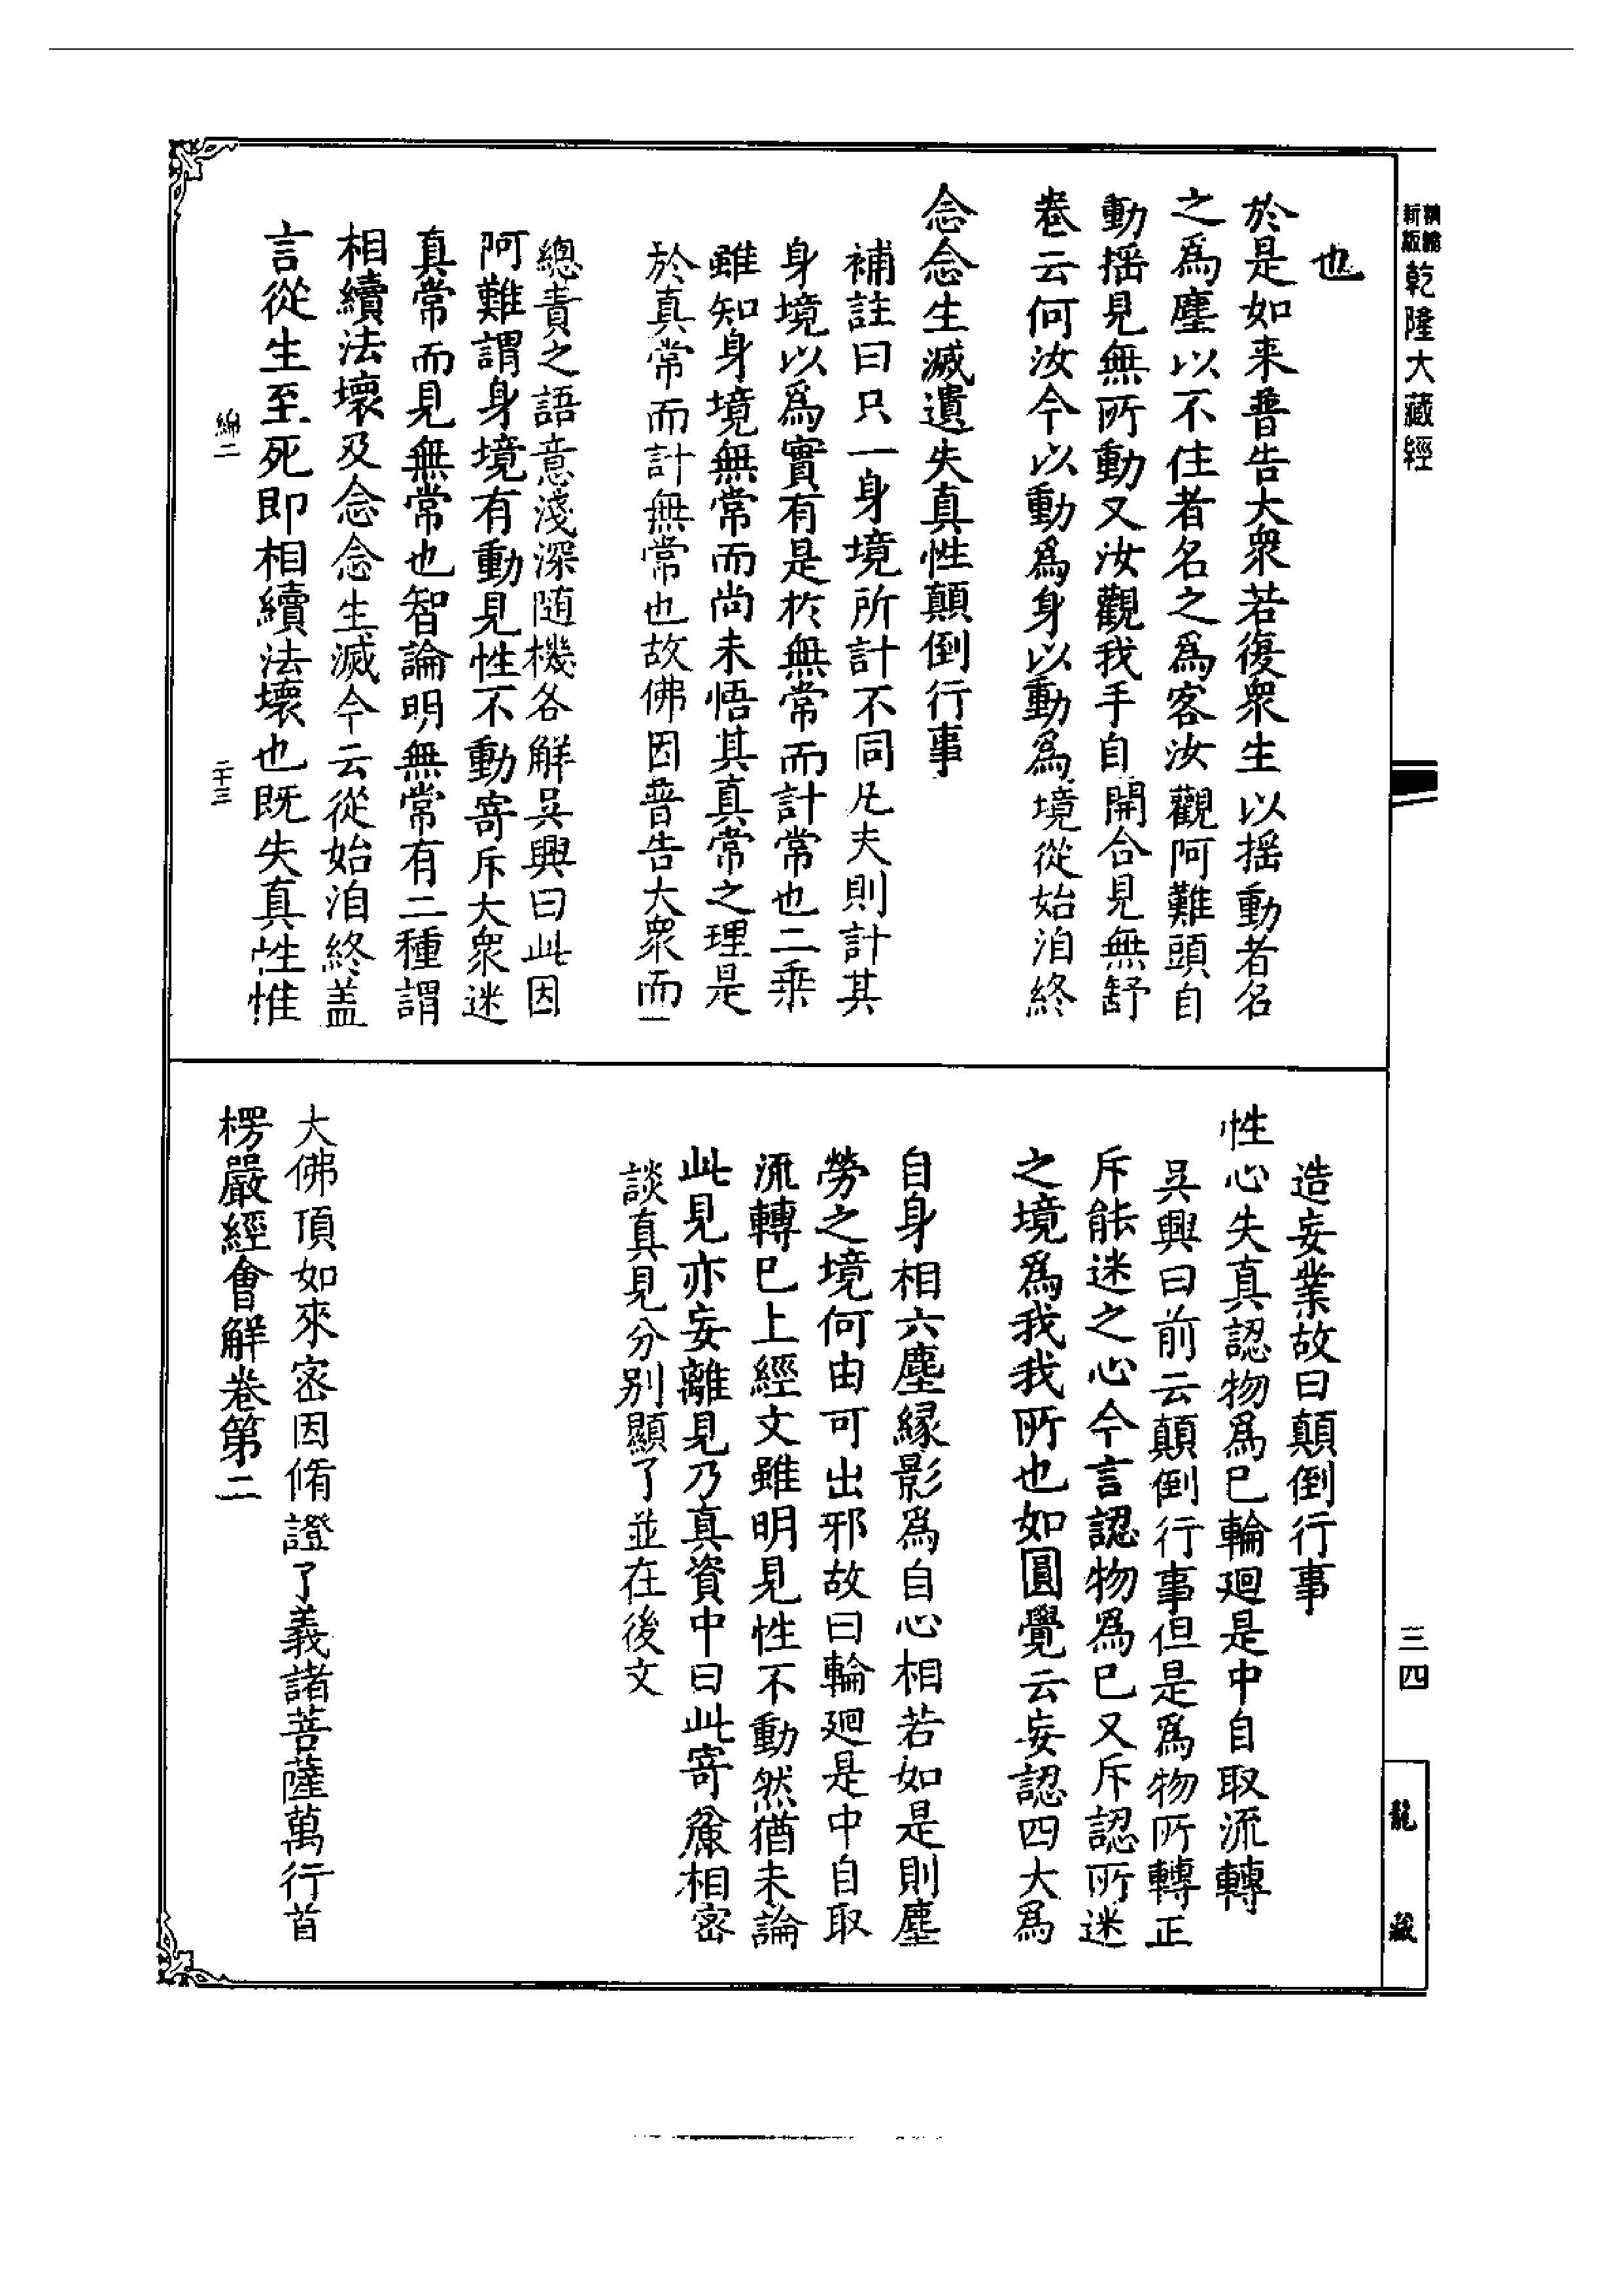 新編
新版
乾隆大藏經
也
於是如来普告大衆若復衆生以揺動者名
之爲塵以不住者名之爲客汝觀阿難頭自
動揺見無所動又汝觀我手自開合見無舒
卷云何汝今以動爲身以動爲境從始洎終
念念生滅遺失真性顛倒行事
補註曰只一身境所計不同凡夫則計其
身境以爲實有是於無常而計常也二乘
雖知身境無常而尚未悟其真常之理是
於真常而計無常也故佛因普告大衆而
總責之語意淺深随機各解吳興曰此因
阿難謂身境有動見性不動寄斥大衆迷
真常而見無常也智論明無常有二種謂
相續法壞及念念生滅今云從始洎終盖
言從生至死即相續法壞也既失真性惟
綿二
二十三
造妄業故曰顛倒行事
性心失真認物爲己輪廻是中自取流轉
吳興曰前云顛倒行事但是爲物所轉正
斥能迷之心今言認物爲己又斥認所迷
之境爲我我所也如圓覺云妄認四大爲
自身相六塵緣影爲自心相若如是則塵
勞之境何由可出邪故曰輪廻是中自取
流轉已上經文雖明見性不動然猶未論
此見亦妄離見乃真資中曰此寄麤相密
談真見分別顯了並在後文
大佛頂如來密因脩證了義諸菩薩萬行首
楞嚴經會解卷第二
三四
龍藏